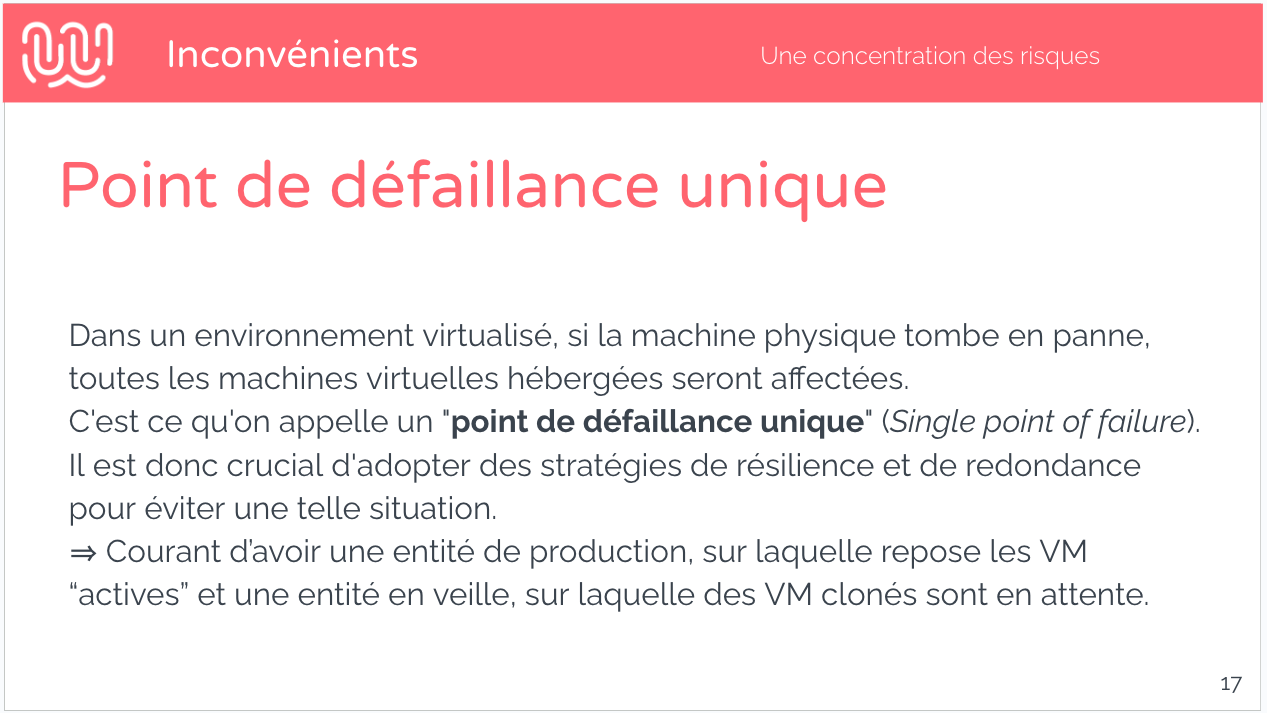 Inconvénients
Une concentration des risques
Point de défaillance unique
Dans un environnement virtualisé, si la machine physique tombe en panne,
toutes les machines virtuelles hébergées seront affectées.
C'est ce qu'on appelle un "point de défaillance unique" (Single point of failure).
Il est donc crucial d'adopter des stratégies de résilience et de redondance
pour éviter une telle situation.
⇒ Courant d’avoir une entité de production, sur laquelle repose les VM
“actives” et une entité en veille, sur laquelle des VM clonés sont en attente.
17